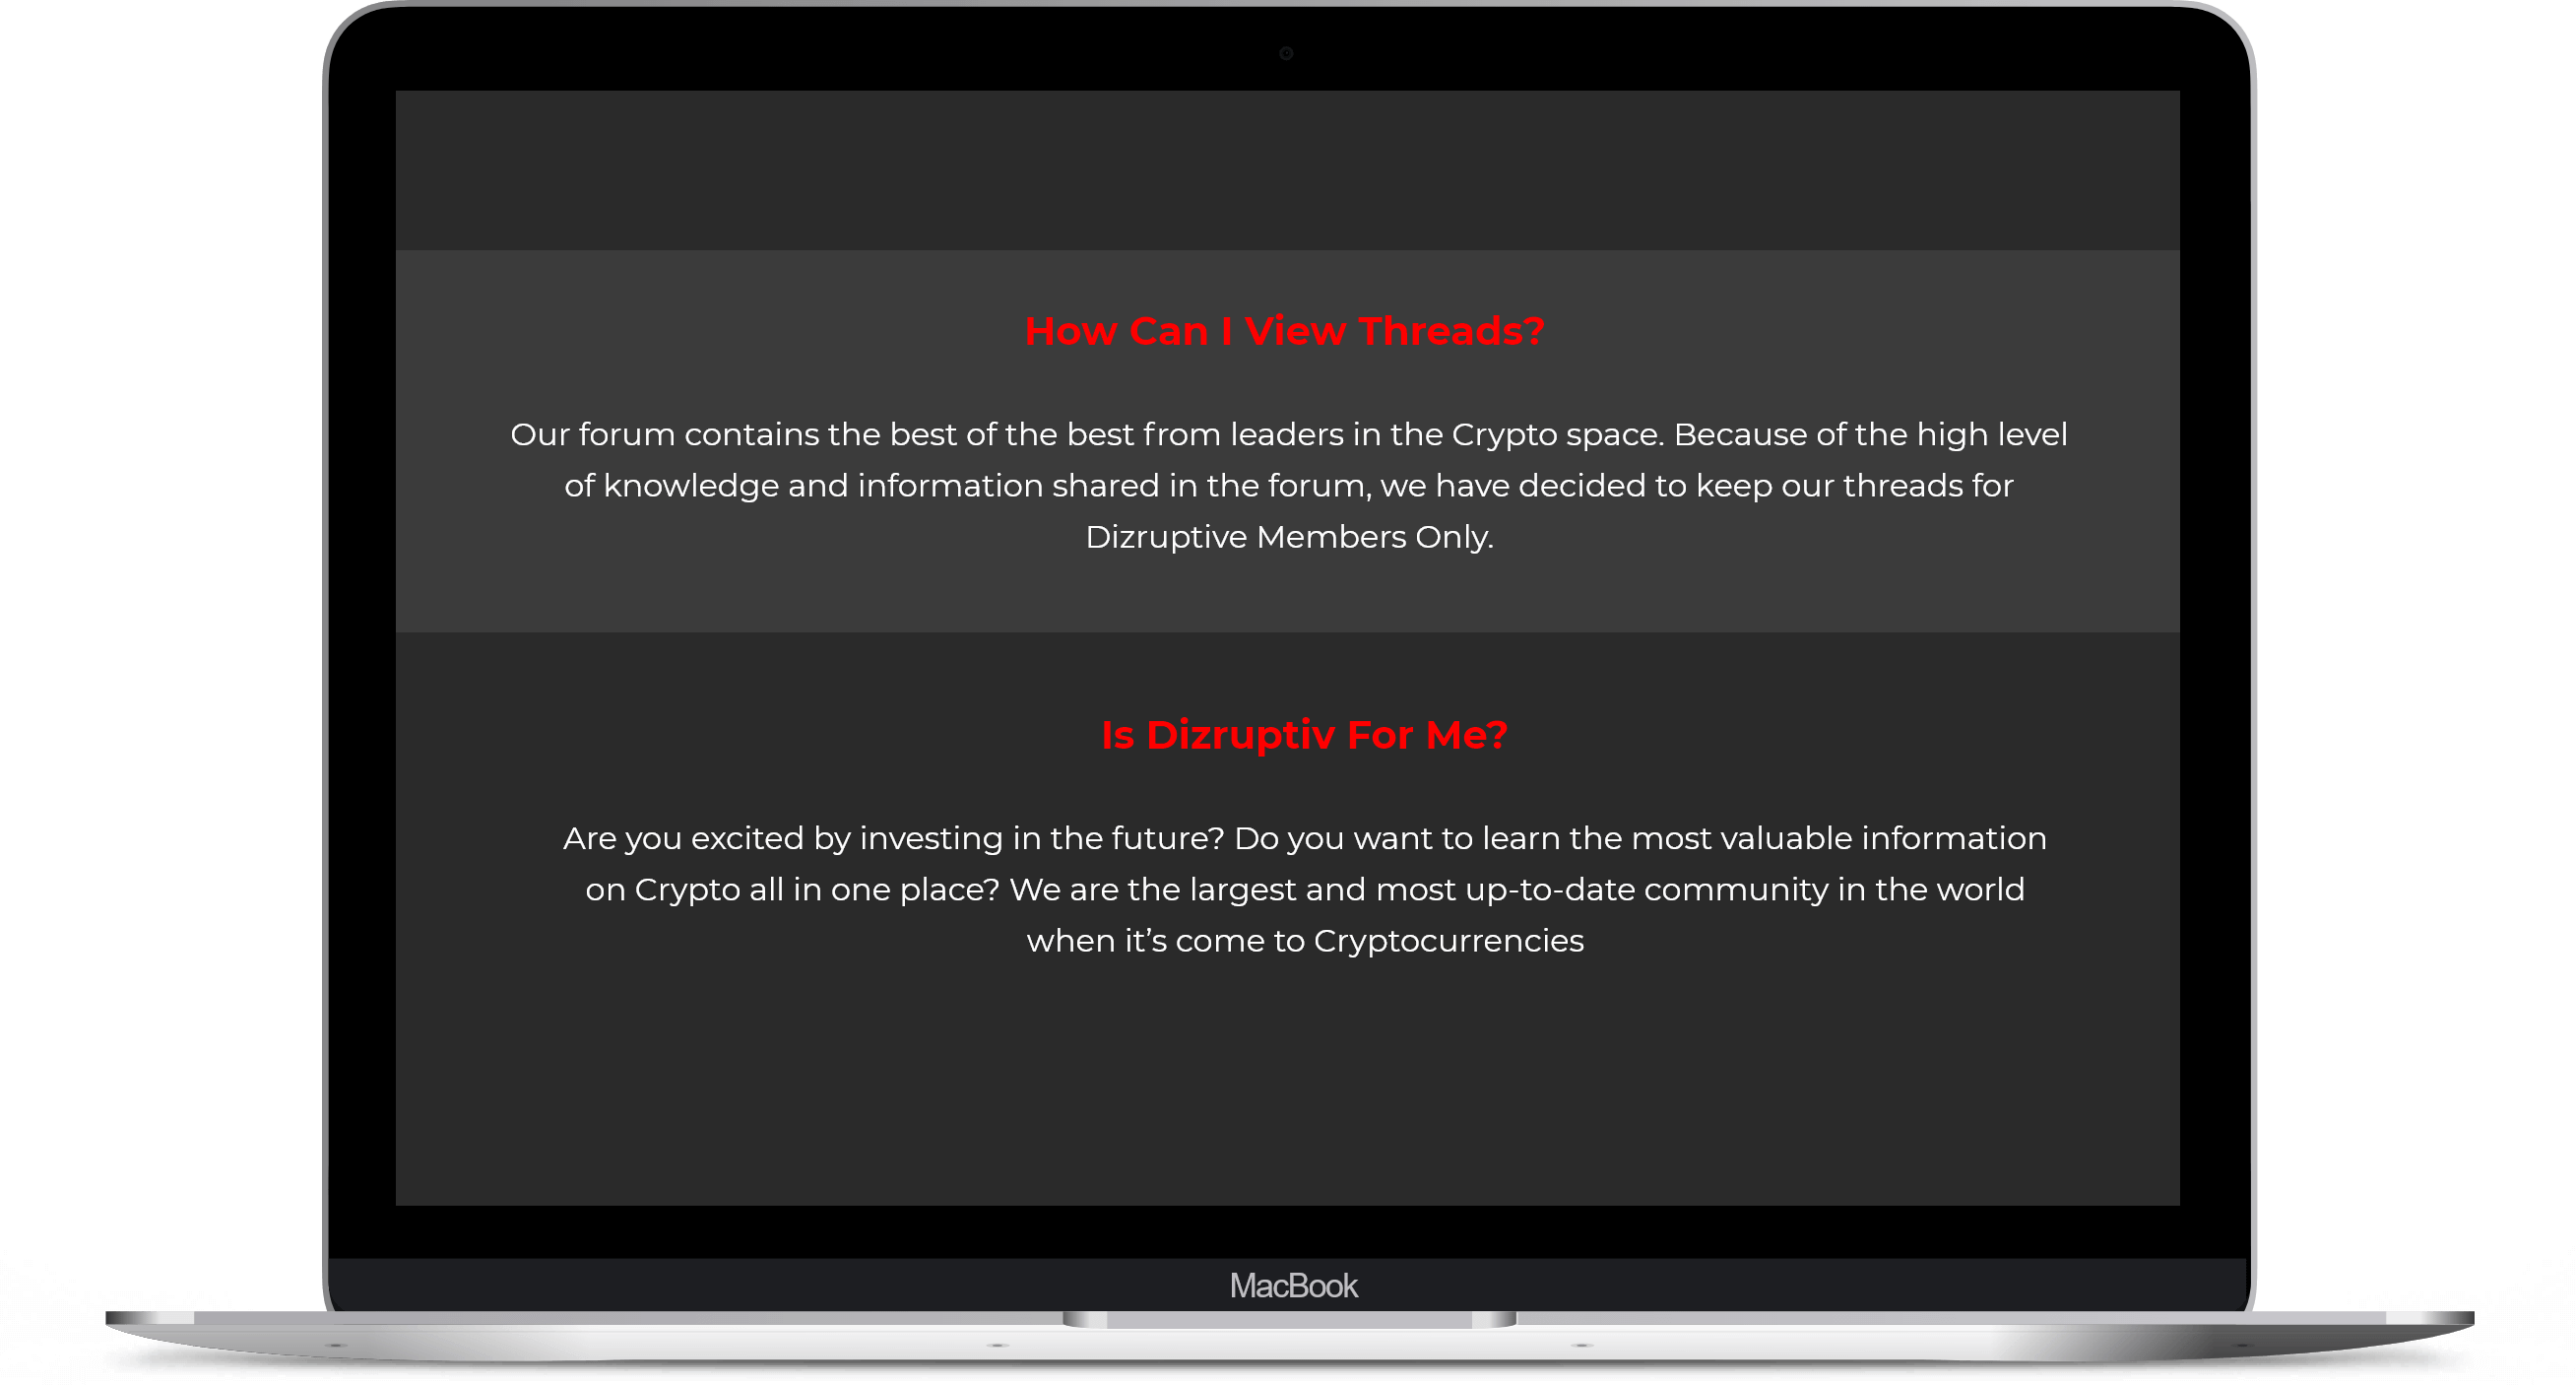 How Can I View Threads?
Our forum contains the best of the best from leaders in the Crypto space. Because of the high level
of knowledge and information shared in the forum, we have decided to keep our threads for
Dizruptive Members Only.
Is Dizruptiv For Me?
Are you excited by investing in the future? Do you want to learn the most valuable information
on Crypto all in one place? We are the largest and most up-to-date community in the world
when it’s come to Cryptocurrencies
MacBook